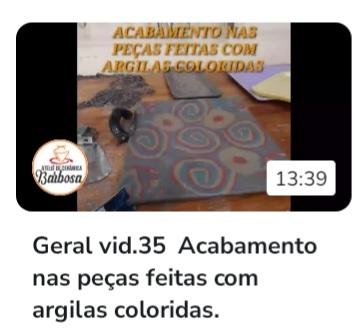 ACABAMENTO NAS
PEÇAS FEITAS COM
ARGILAS COLORIDAS
ATELIÊ DE CERÂMICA
Barbosa
13:39
Geral vid.35 Acabamento
nas peças feitas com
argilas coloridas.